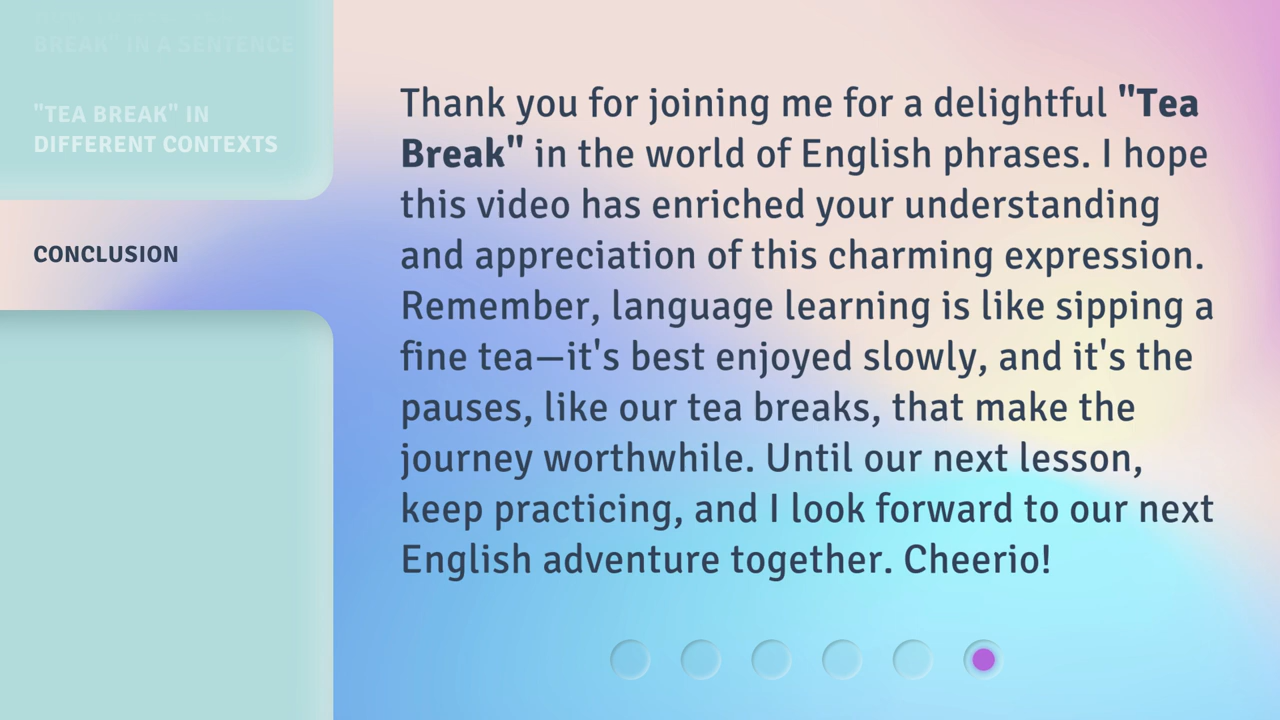 BREAK" IN A SENTENCE
"TEA BREAK" IN
DIFFERENT CONTEXTS
CONCLUSION
Thank you for joining me for a delightful "Tea
Break" in the world of English phrases. I hope
this video has enriched your understanding
and appreciation of this charming expression.
Remember, language learning is like sipping a
fine tea—it's best enjoyed slowly, and it's the
pauses, like our tea breaks, that make the
journey worthwhile. Until our next lesson,
keep practicing, and I look forward to our next
English adventure together. Cheerio!